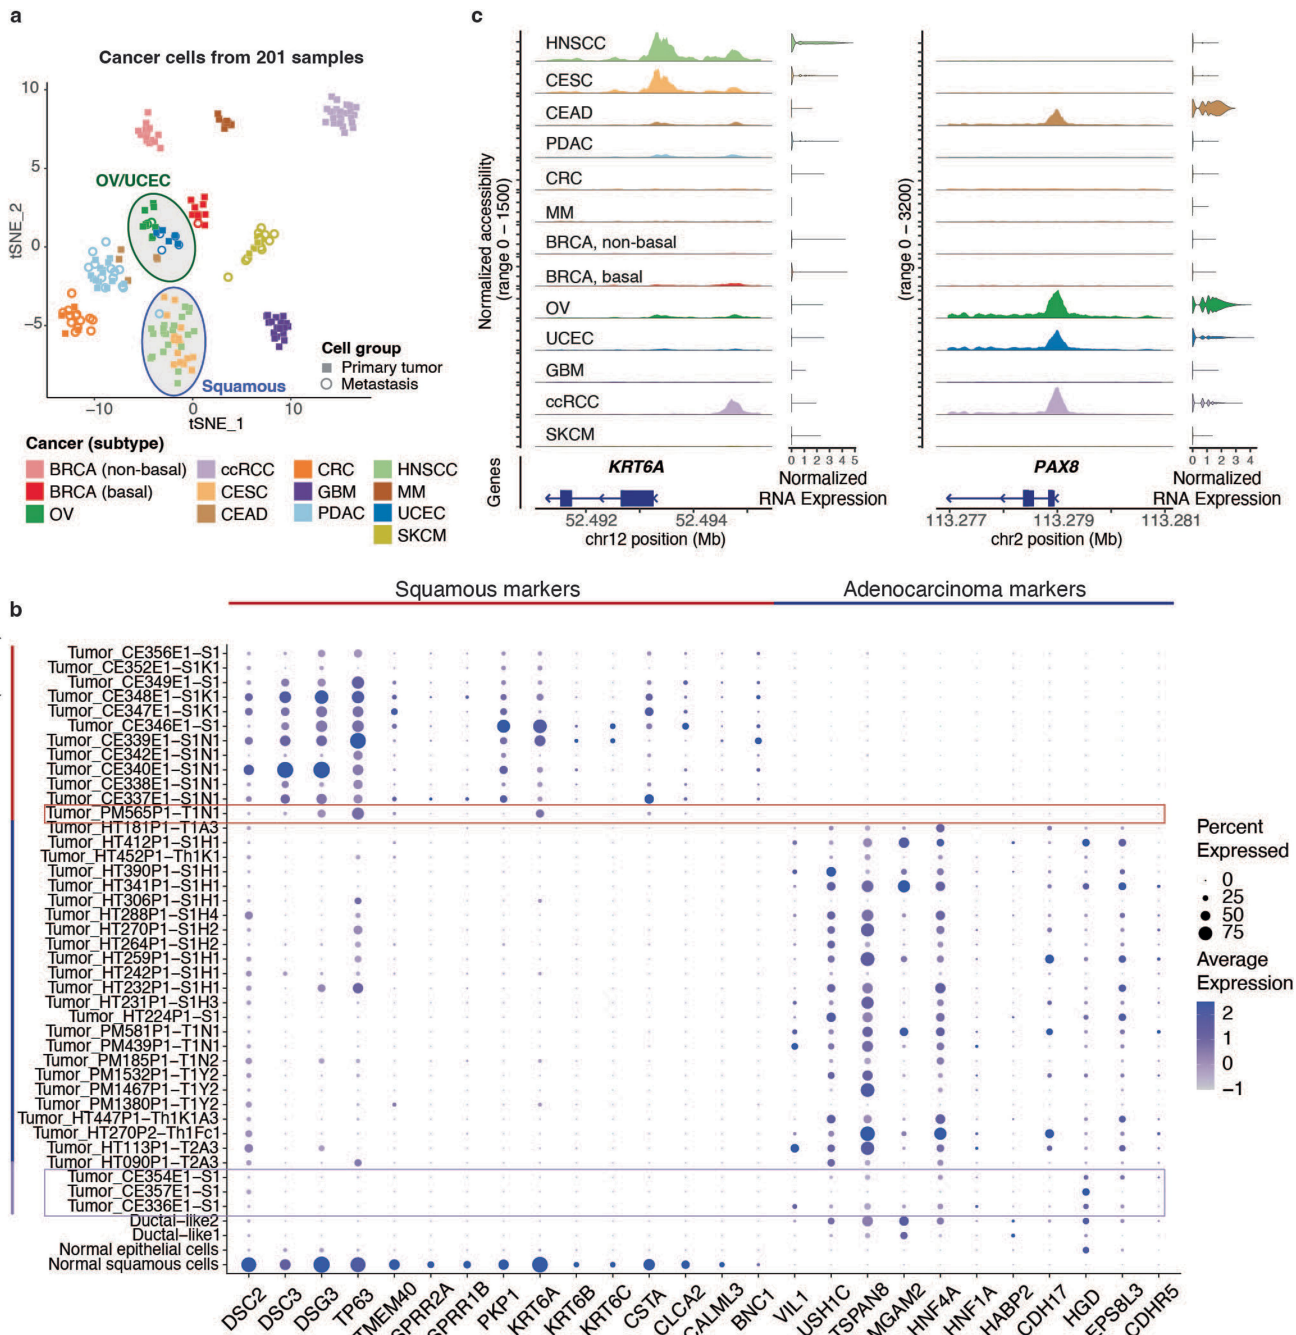 a
Cancer cells from 201 samples
10
5
0
−5
tSNE_2
OV/UCEC
Squamous
Cell group
Primary tumor
Metastasis
−10
0
10
tSNE_1
Cancer (subtype)
BRCA (non-basal)
BRCA (basal)
OV
ccRCC
CESC
CEAD
CRC
GBM
PDAC
HNSCC
MM
UCEC
SKCM
c
Normalized accessibility
(range 0 – 1500)
HNSCC
CESC
CEAD
PDAC
CRC
MM
BRCA, non-basal
BRCA, basal
OV
UCEC
GBM
ccRCC
SKCM
Genes
KRT6A
52.492
52.494
chr12 position (Mb)
0 1 2 3 4 5
Normalized
RNA Expression
(range 0 – 3200)
PAX8
113.277
113.279
113.281
chr2 position (Mb)
0 1 2 3 4
Normalized
RNA Expression
b
Squamous markers
Adenocarcinoma markers
Tumor_CE356E1−S1
Tumor_CE352E1−S1K1
Tumor_CE349E1−S1
Tumor_CE348E1−S1K1
Tumor_CE347E1−S1K1
Tumor_CE346E1−S1
Tumor_CE339E1−S1N1
Tumor_CE342E1−S1N1
Tumor_CE340E1−S1N1
Tumor_CE338E1−S1N1
Tumor_CE337E1−S1N1
Tumor_PM565P1−T1N1
Tumor_HT181P1−T1A3
Tumor_HT412P1−S1H1
Tumor_HT452P1−Th1K1
Tumor_HT390P1−S1H1
Tumor_HT341P1−S1H1
Tumor_HT306P1−S1H1
Tumor_HT288P1−S1H4
Tumor_HT270P1−S1H2
Tumor_HT264P1−S1H2
Tumor_HT259P1−S1H1
Tumor_HT242P1−S1H1
Tumor_HT232P1−S1H1
Tumor_HT231P1−S1H3
Tumor_HT224P1−S1
Tumor_PM581P1−T1N1
Tumor_PM439P1−T1N1
Tumor_PM185P1−T1N2
Tumor_PM1532P1−T1Y2
Tumor_PM1467P1−T1Y2
Tumor_PM1380P1−T1Y2
Tumor_HT447P1−Th1K1A3
Tumor_HT270P2−Th1Fc1
Tumor_HT113P1−T2A3
Tumor_HT090P1−T2A3
Tumor_CE354E1−S1
Tumor_CE357E1−S1
Tumor_CE336E1−S1
Ductal−like2
Ductal−like1
Normal epithelial cells
Normal squamous cells
DSC2
DSC3
DSG3
TP63
TMEM40
SPRR2A
SPRR1B
PKP1
KRT6A
KRT6B
KRT6C
CSTA
CLCA2
CALML3
BNC1
VIL1
USH1C
TSPAN8
MGAM2
HNF4A
HNF1A
HABP2
CDH17
HGD
EPS8L3
CDHR5
Percent
Expressed
0
25
50
75
Average
Expression
2
1
0
−1